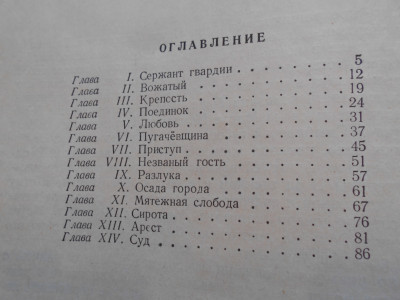 ОГЛАВЛЕНИЕ
Глава I. Сержант гвардии 5
Глава II. Вожатый 12
Глава III. Крепость 19
Глава IV. Поединок 24
Глава V. Любовь 31
Глава VI. Пугачёвщина 37
Глава VII. Приступ 45
Глава VIII. Незваный гость 51
Глава IX. Разлука 57
Глава X. Осада города 61
Глава XI. Мятежная слобода 67
Глава XII. Сирота 76
Глава XIII. Арест 81
Глава XIV. Суд 86